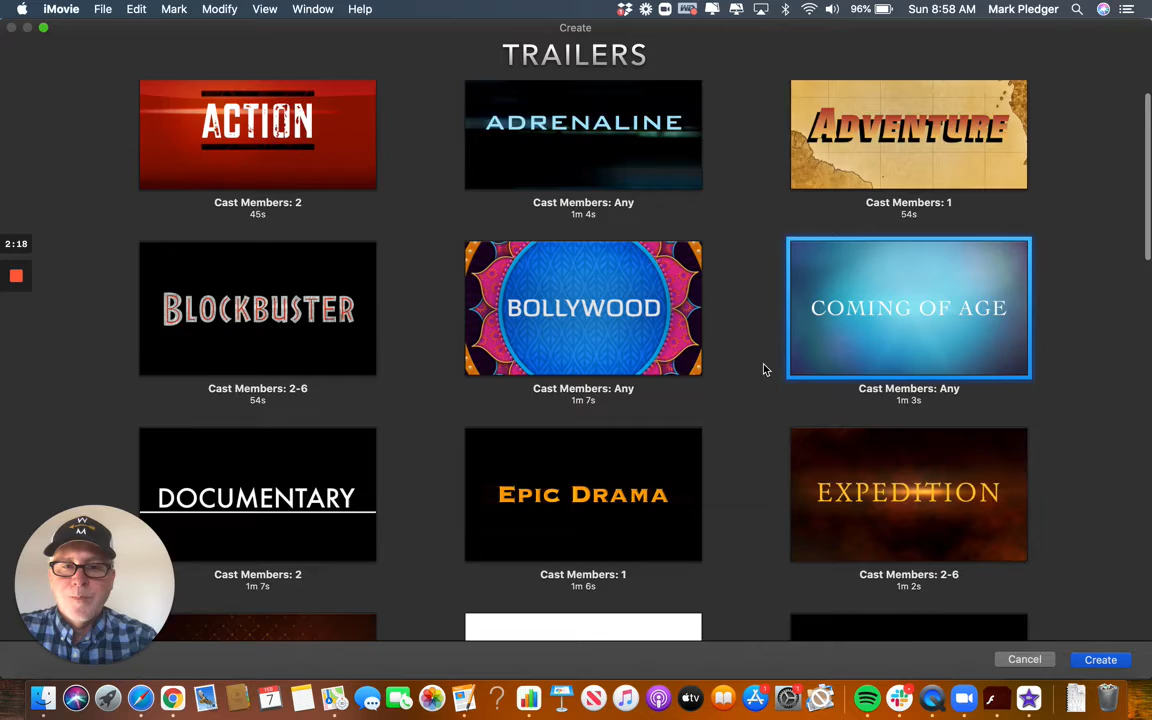 iMovie File Edit Mark Modify View Window Help 96% Sun 8:58 AM Mark Pledger
Create
TRAILERS
ACTION ADRENALINE ADVENTURE
Cast Members: 2 Cast Members: Any Cast Members: 1
45s 1m 4s 54s
2:18
BLOCKBUSTER BOLLYWOOD COMING OF AGE
Cast Members: 2-6 Cast Members: Any Cast Members: Any
54s 1m 7s 1m 3s
DOCUMENTARY EPIC DRAMA EXPEDITION
Cast Members: 2 Cast Members: 1 Cast Members: 2-6
1m 7s 1m 6s 1m 2s
Cancel Create